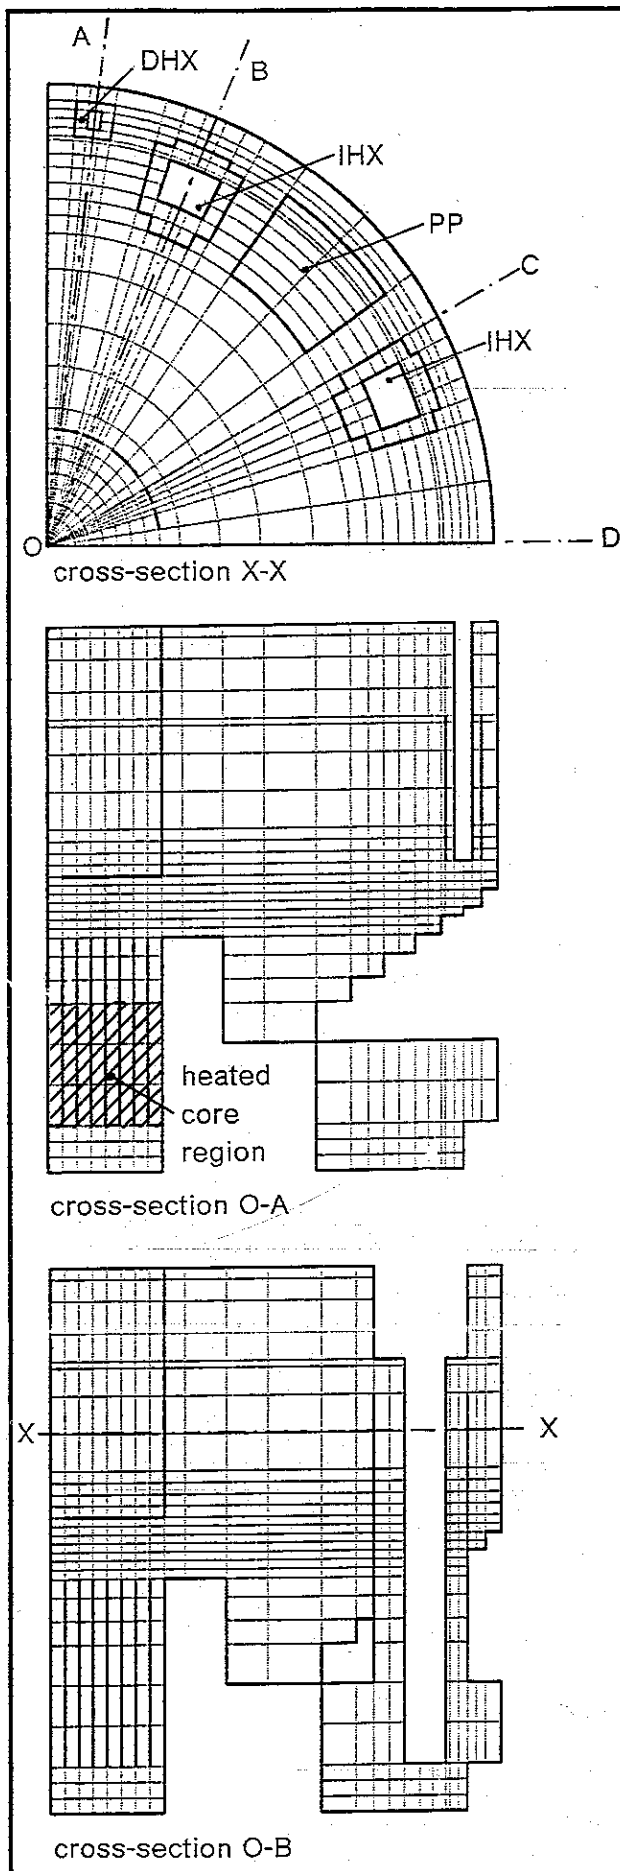 A
DHX
B
IHX
PP
C
IHX
O
D
cross-section X-X
heated
core
region
cross-section O-A
X
X
cross-section O-B